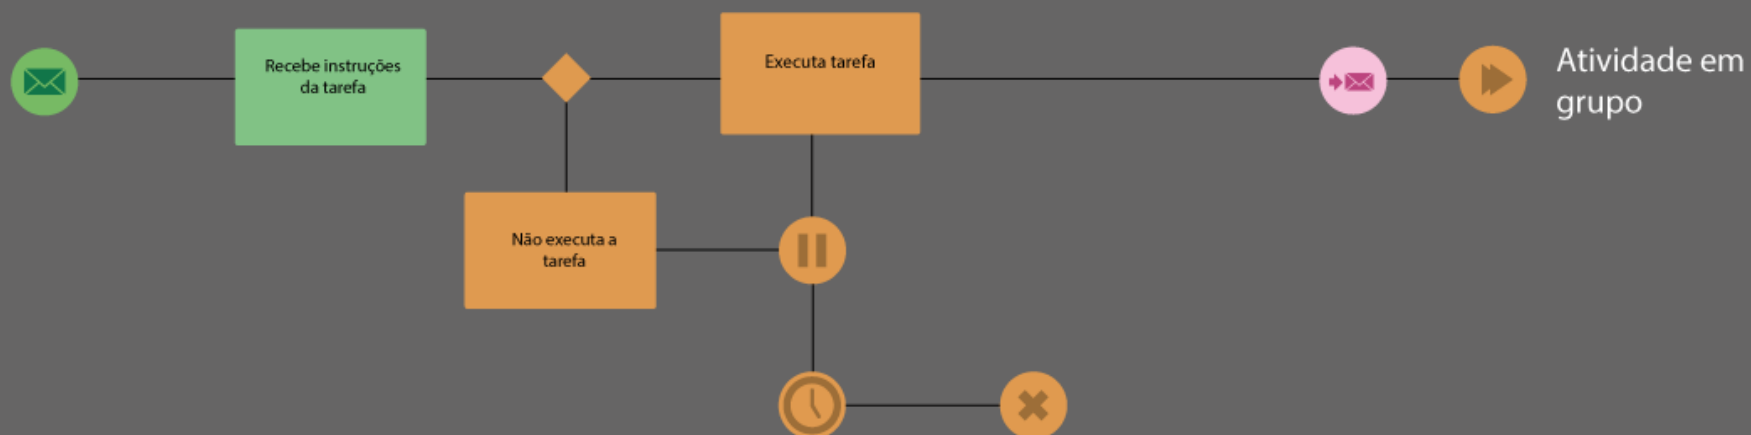 Recebe instruções
da tarefa
Executa tarefa
Atividade em
grupo
Não executa a
tarefa